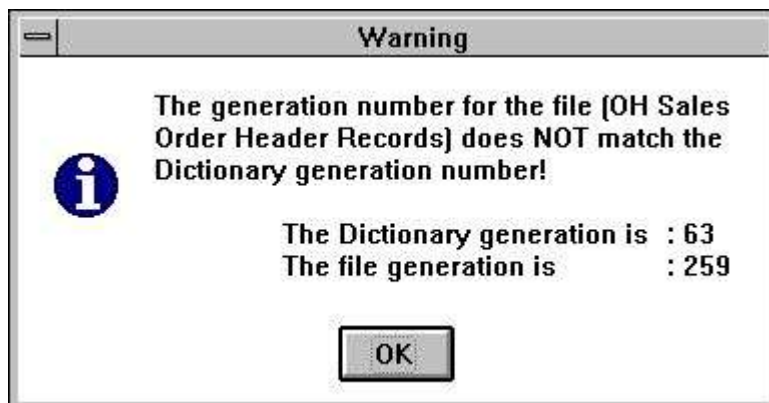 Warning
The generation number for the file (OH Sales
Order Header Records) does NOT match the
Dictionary generation number!
The Dictionary generation is : 63
The file generation is : 259
OK